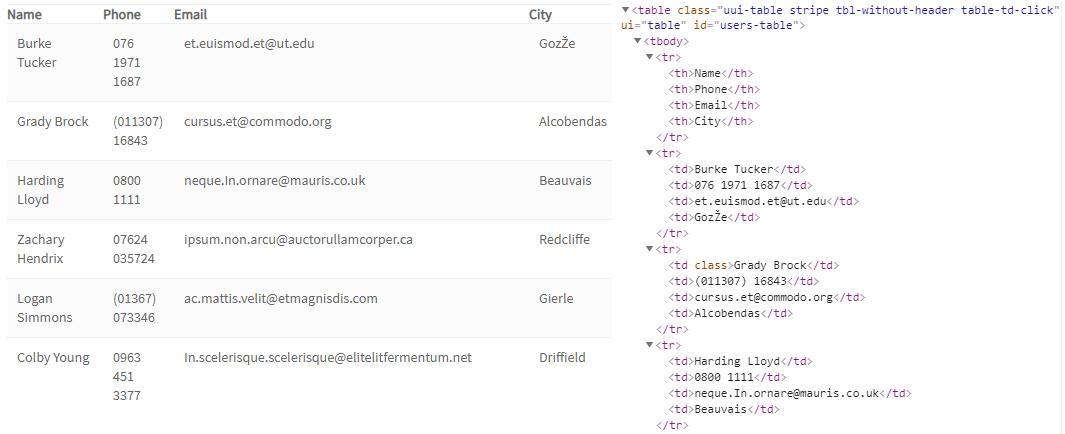 Name Phone Email City
Burke 076 et.euismod.et@ut.edu GozŽe
Tucker 1971
1687
Grady Brock (011307) cursus.et@commodo.org Alcobendas
16843
Harding 0800 neque.In.ornare@mauris.co.uk Beauvais
Lloyd 1111
Zachary 07624 ipsum.non.arcu@auctorullamcorper.ca Redcliffe
Hendrix 035724
Logan (01367) ac.mattis.velit@etmagnisdis.com Gierle
Simmons 073346
Colby Young 0963 In.scelerisque.scelerisque@elitelitfermentum.net Driffield
451
3377
<table class="uui-table stripe tbl-without-header table-td-click"
ui="table" id="users-table">
<tbody>
<tr>
<th>Name</th>
<th>Phone</th>
<th>Email</th>
<th>City</th>
</tr>
<tr>
<td>Burke Tucker</td>
<td>076 1971 1687</td>
<td>et.euismod.et@ut.edu</td>
<td>GozŽe</td>
</tr>
<tr>
<td class>Grady Brock</td>
<td>(011307) 16843</td>
<td>cursus.et@commodo.org</td>
<td>Alcobendas</td>
</tr>
<tr>
<td>Harding Lloyd</td>
<td>0800 1111</td>
<td>neque.In.ornare@mauris.co.uk</td>
<td>Beauvais</td>
</tr>